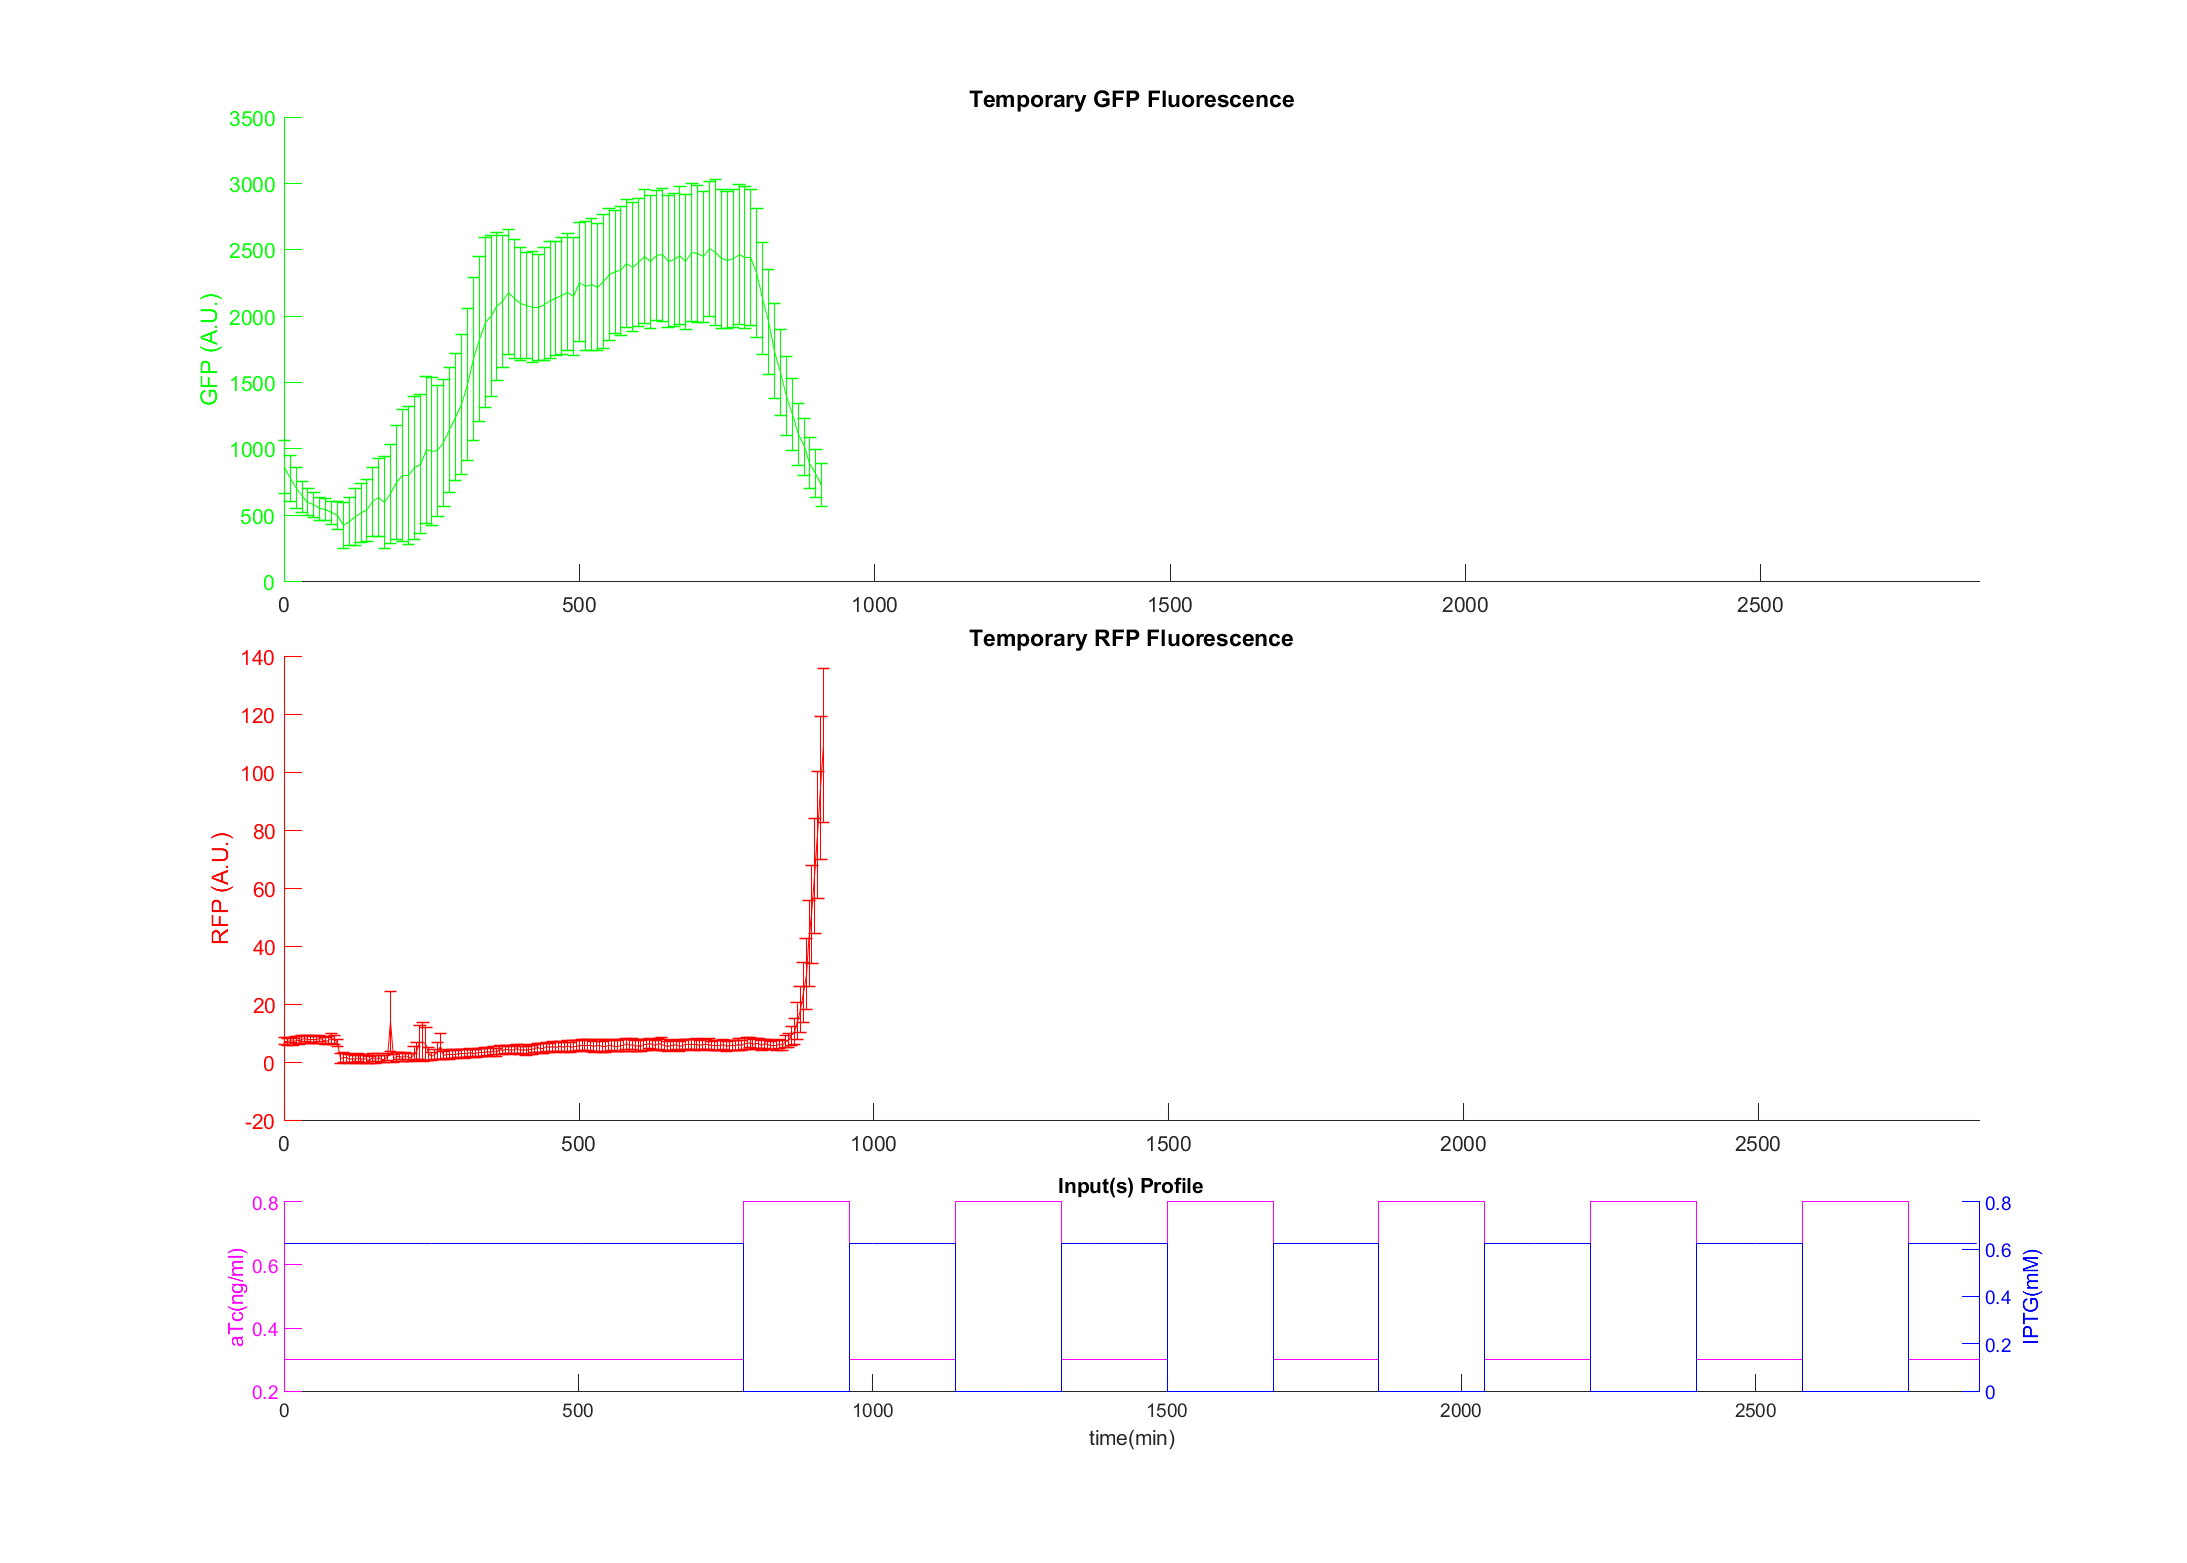 Temporary GFP Fluorescence
3500
3000
2500
2000
1500
1000
500
0
GFP (A.U.)
0 500 1000 1500 2000 2500
Temporary RFP Fluorescence
140
120
100
80
60
40
20
0
-20
RFP (A.U.)
0 500 1000 1500 2000 2500
Input(s) Profile
0.8
0.6
0.4
0.2
aTc(ng/ml)
0.8
0.6
0.4
0.2
0
IPTG(mM)
0 500 1000 1500 2000 2500
time(min)